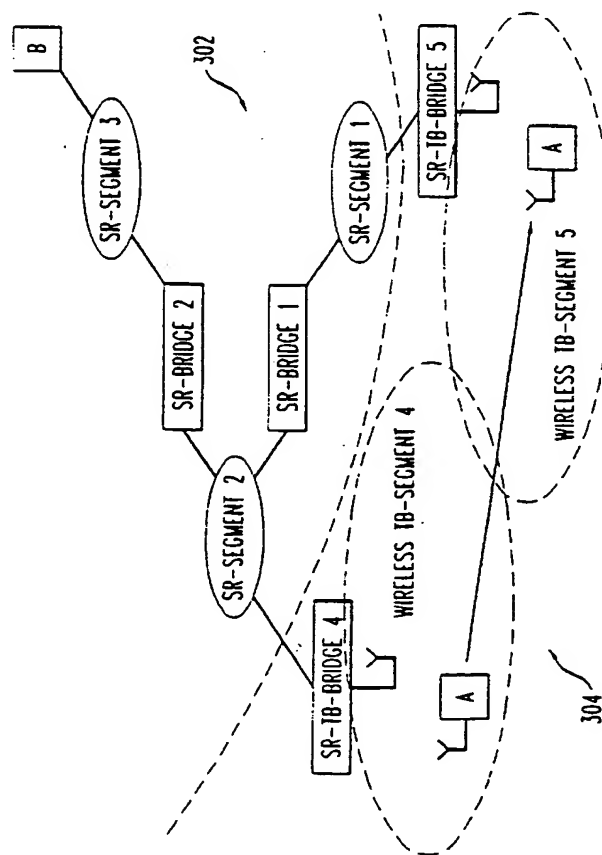 B
302
SR-SEGMENT 3
SR-TB-BRIDGE 5
SR-SEGMENT 1
SR-BRIDGE 2
SR-BRIDGE 1
A
WIRELESS TB-SEGMENT 5
SR-SEGMENT 2
WIRELESS TB-SEGMENT 4
SR-TB-BRIDGE 4
A
304